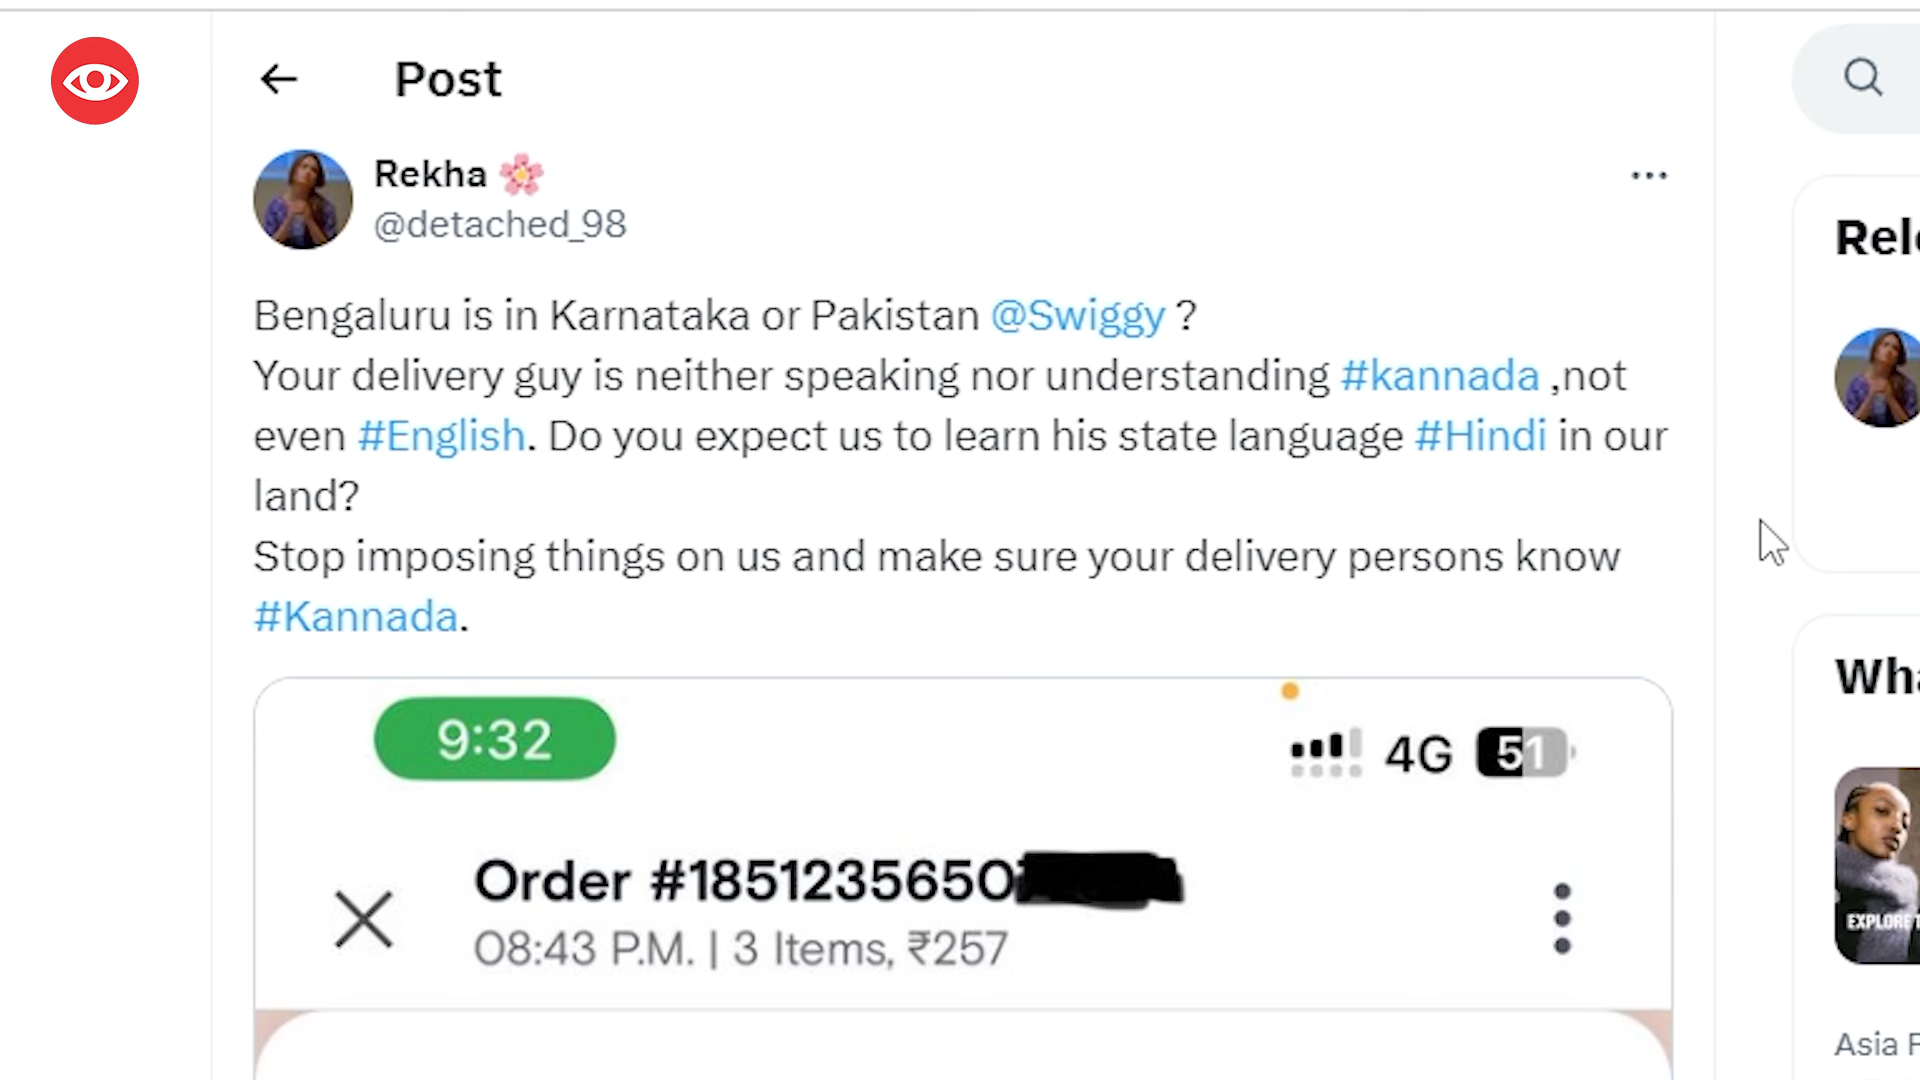 Post
Rekha 🌸
@detached_98
Bengaluru is in Karnataka or Pakistan @Swiggy ?
Your delivery guy is neither speaking nor understanding #kannada ,not
even #English. Do you expect us to learn his state language #Hindi in our
land?
Stop imposing things on us and make sure your delivery persons know
#Kannada.
9:32
4G 51
Order #1851235650
08:43 P.M. | 3 Items, ₹257
Rel
Wh
EXPLORE
Asia